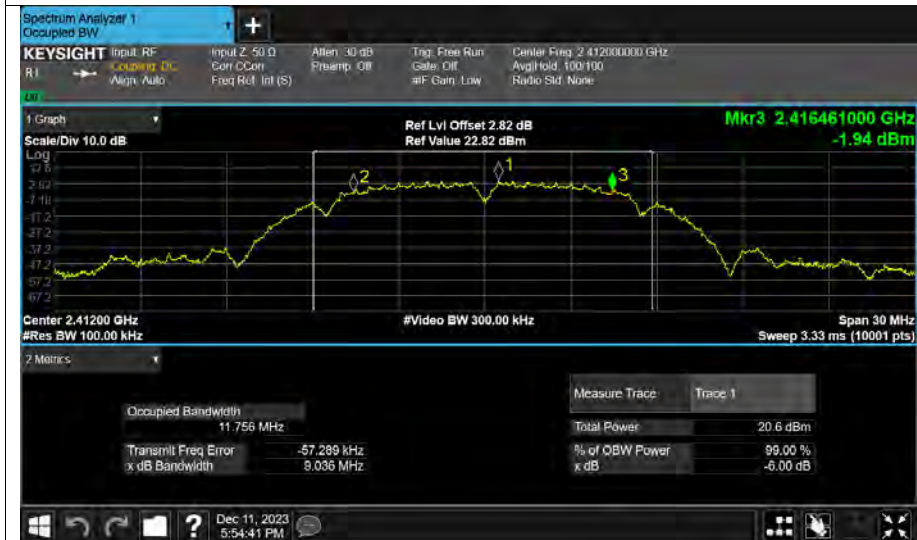 Spectrum Analyzer 1
Occupied BW
KEYSIGHT Input: RF
Coupling: DC
Align: Auto
Input Z: 50 Ω
Corr CCorr
Freq Ref: Int (S)
Atten: 30 dB
Preamp: Off
Trig: Free Run
Gate: Off
#IF Gain: Low
Center Freq: 2.412000000 GHz
Avg|Hold: 100/100
Radio Std: None
1 Graph
Scale/Div 10.0 dB
Ref Lvl Offset 2.82 dB
Ref Value 22.82 dBm
Mkr3 2.416461000 GHz
-1.94 dBm
Log
2.82
-7.18
-17.2
-27.2
-37.2
-47.2
-57.2
-67.2
2
1
3
Center 2.41200 GHz
#Res BW 100.00 kHz
#Video BW 300.00 kHz
Span 30 MHz
Sweep 3.33 ms (10001 pts)
2 Metrics
Occupied Bandwidth
11.756 MHz
Transmit Freq Error -57.289 kHz
x dB Bandwidth 9.036 MHz
Measure Trace Trace 1
Total Power 20.6 dBm
% of OBW Power 99.00 %
x dB -6.00 dB
Dec 11, 2023
5:54:41 PM